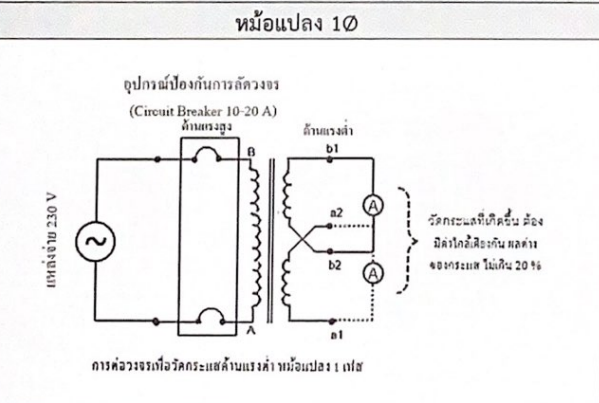 หม้อแปลง 1Ø
อุปกรณ์ป้องกันการลัดวงจร
(Circuit Breaker 10-20 A)
ด้านแรงสูง
ด้านแรงต่ำ
แหล่งจ่าย 230 V
B
A
b1
a2
b2
a1
A
A
วัดกระแสที่เกิดขึ้น ต้อง
มีค่าใกล้เคียงกัน ผลต่าง
ของกระแส ไม่เกิน 20 %
การต่อวงจรเพื่อวัดกระแสด้านแรงต่ำ หม้อแปลง 1 เฟส